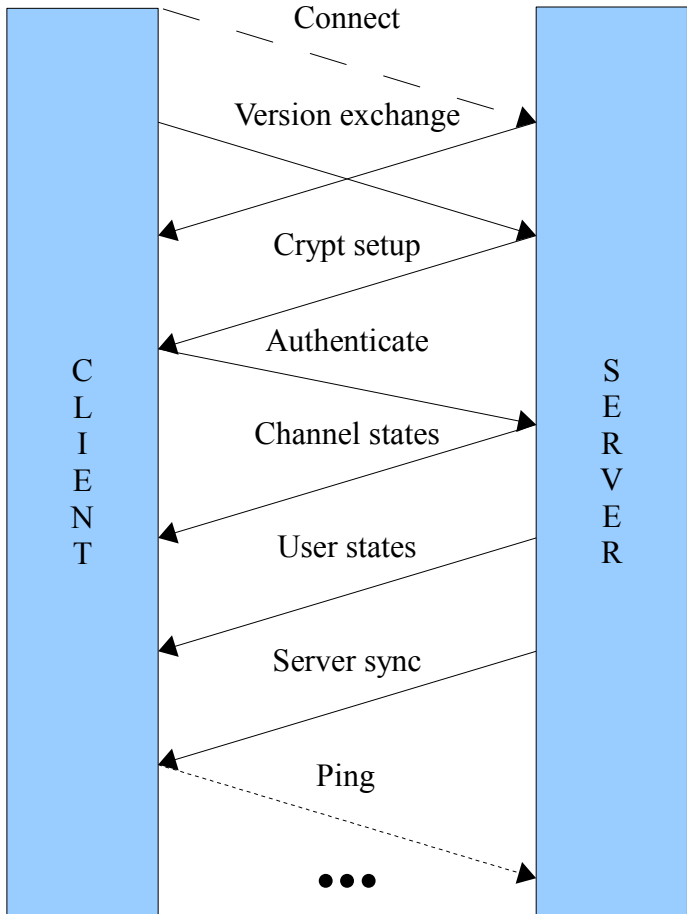 Connect
Version exchange
Crypt setup
Authenticate
Channel states
User states
Server sync
Ping
•••
C
L
I
E
N
T
S
E
R
V
E
R